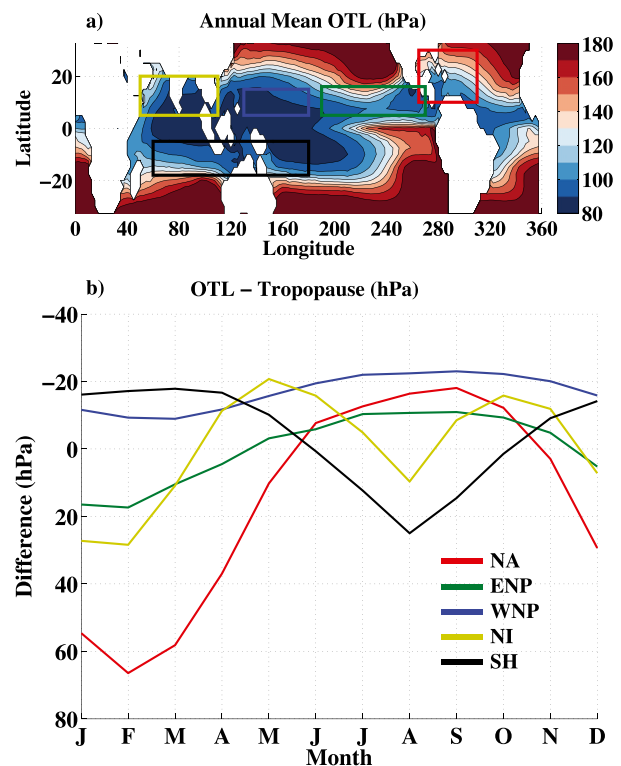 a) Annual Mean OTL (hPa)
Latitude
20
0
−20
0 40 80 120 160 200 240 280 320 360
Longitude
180
160
140
120
100
80
b) OTL − Tropopause (hPa)
Difference (hPa)
−40
−20
0
20
40
60
80
NA
ENP
WNP
NI
SH
J F M A M J J A S O N D
Month